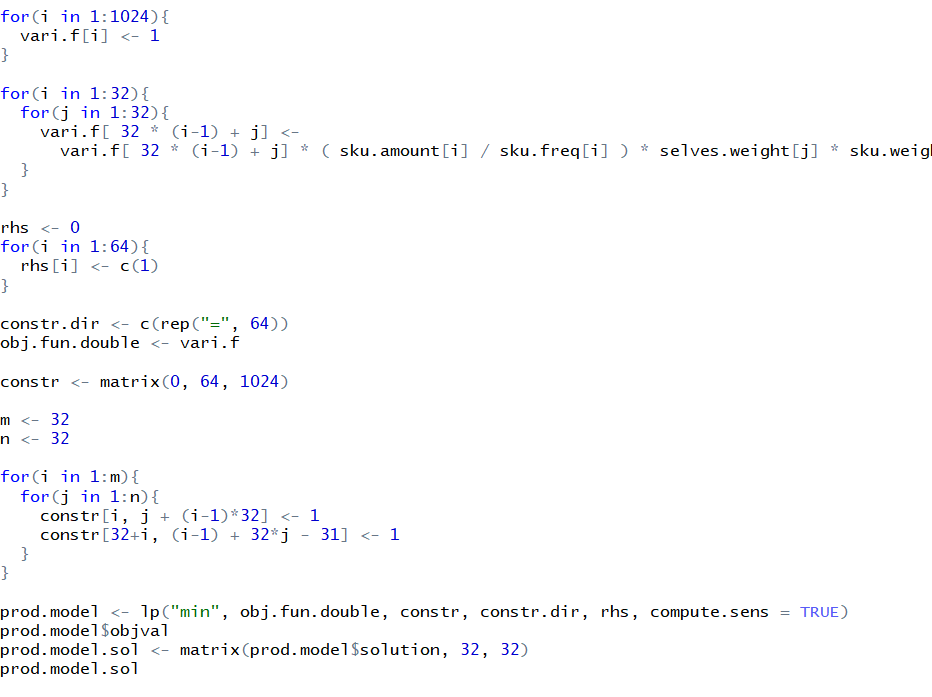 for(i in 1:1024){
  vari.f[i] <- 1
}
for(i in 1:32){
  for(j in 1:32){
    vari.f[ 32 * (i-1) + j] <-
      vari.f[ 32 * (i-1) + j] * ( sku.amount[i] / sku.freq[i] ) * selves.weight[j] *
  }
}
rhs <- 0
for(i in 1:64){
  rhs[i] <- c(1)
}
constr.dir <- c(rep("=", 64))
obj.fun.double <- vari.f
constr <- matrix(0, 64, 1024)
m <- 32
n <- 32
for(i in 1:m){
  for(j in 1:n){
    constr[i, j + (i-1)*32] <- 1
    constr[32+i, (i-1) + 32*j - 31] <- 1
  }
}
prod.model <- lp("min", obj.fun.double, constr, constr.dir, rhs, compute.sens = TRUE)
prod.model$objval
prod.model.sol <- matrix(prod.model$solution, 32, 32)
prod.model.sol